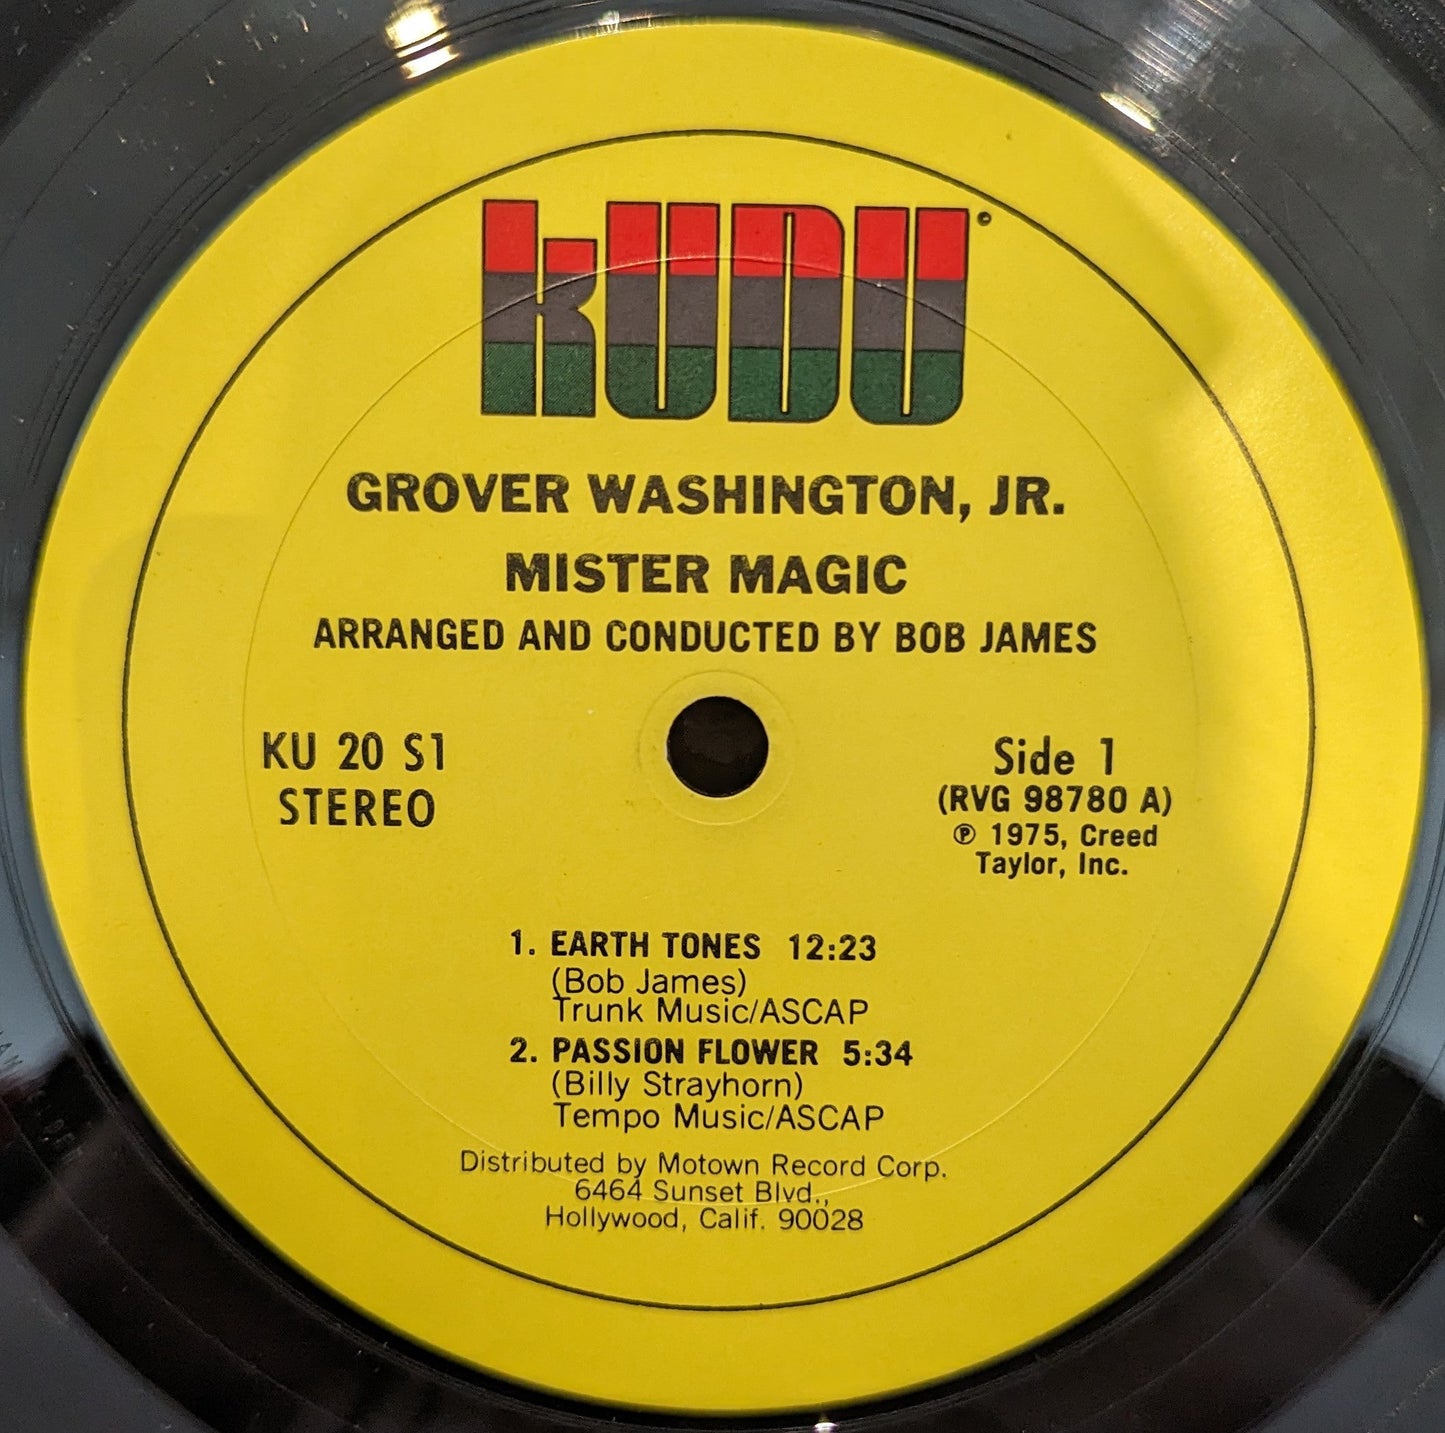 kUDU
GROVER WASHINGTON, JR.
MISTER MAGIC
ARRANGED AND CONDUCTED BY BOB JAMES
KU 20 S1
STEREO
Side 1
(RVG 98780 A)
℗ 1975, Creed
Taylor, Inc.
1. EARTH TONES 12:23
(Bob James)
Trunk Music/ASCAP
2. PASSION FLOWER 5:34
(Billy Strayhorn)
Tempo Music/ASCAP
Distributed by Motown Record Corp.
6464 Sunset Blvd.,
Hollywood, Calif. 90028